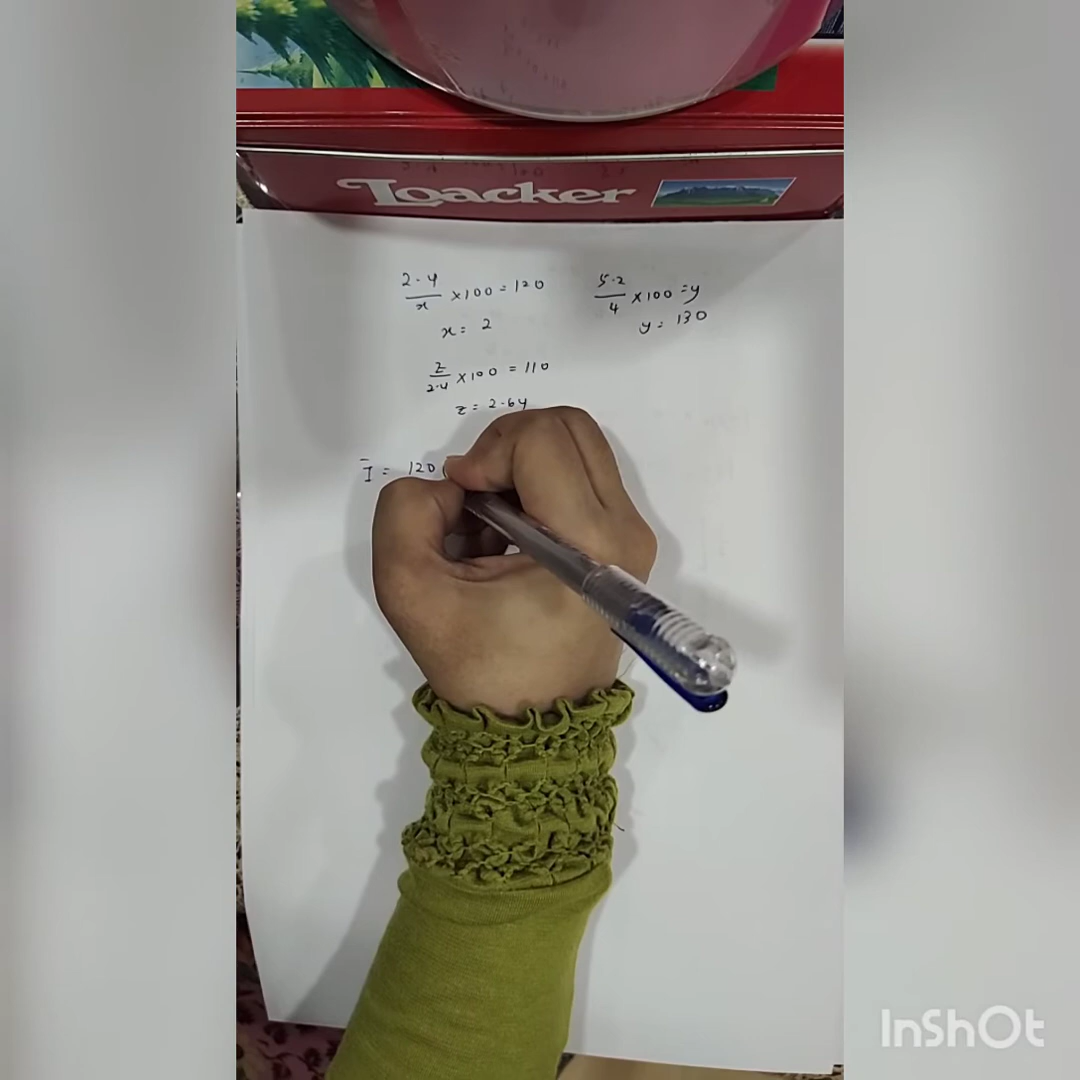 Loacker
2.4/x ×100 = 120
5.2/4 ×100 = y
x = 2
y = 130
z/2.4 ×100 = 110
z = 2.64
Ī = 120(
InShOt